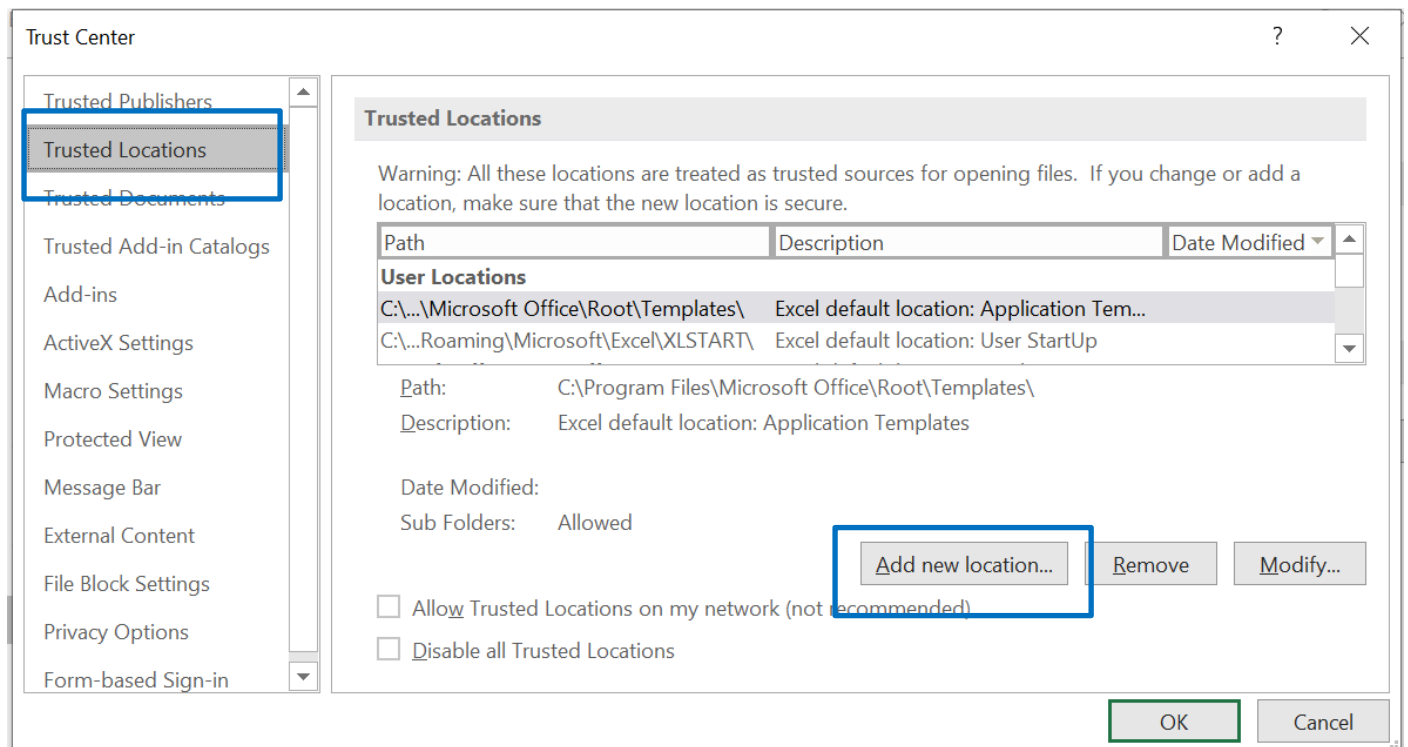 Trust Center
?
Trusted Publishers
Trusted Locations
Trusted Documents
Trusted Add-in Catalogs
Add-ins
ActiveX Settings
Macro Settings
Protected View
Message Bar
External Content
File Block Settings
Privacy Options
Form-based Sign-in
Trusted Locations
Warning: All these locations are treated as trusted sources for opening files. If you change or add a
location, make sure that the new location is secure.
Path Description Date Modified
User Locations
C:\...\Microsoft Office\Root\Templates\ Excel default location: Application Tem...
C:\...Roaming\Microsoft\Excel\XLSTART\ Excel default location: User StartUp
Path: C:\Program Files\Microsoft Office\Root\Templates\
Description: Excel default location: Application Templates
Date Modified:
Sub Folders: Allowed
Add new location... Remove Modify...
Allow Trusted Locations on my network (not recommended)
Disable all Trusted Locations
OK Cancel